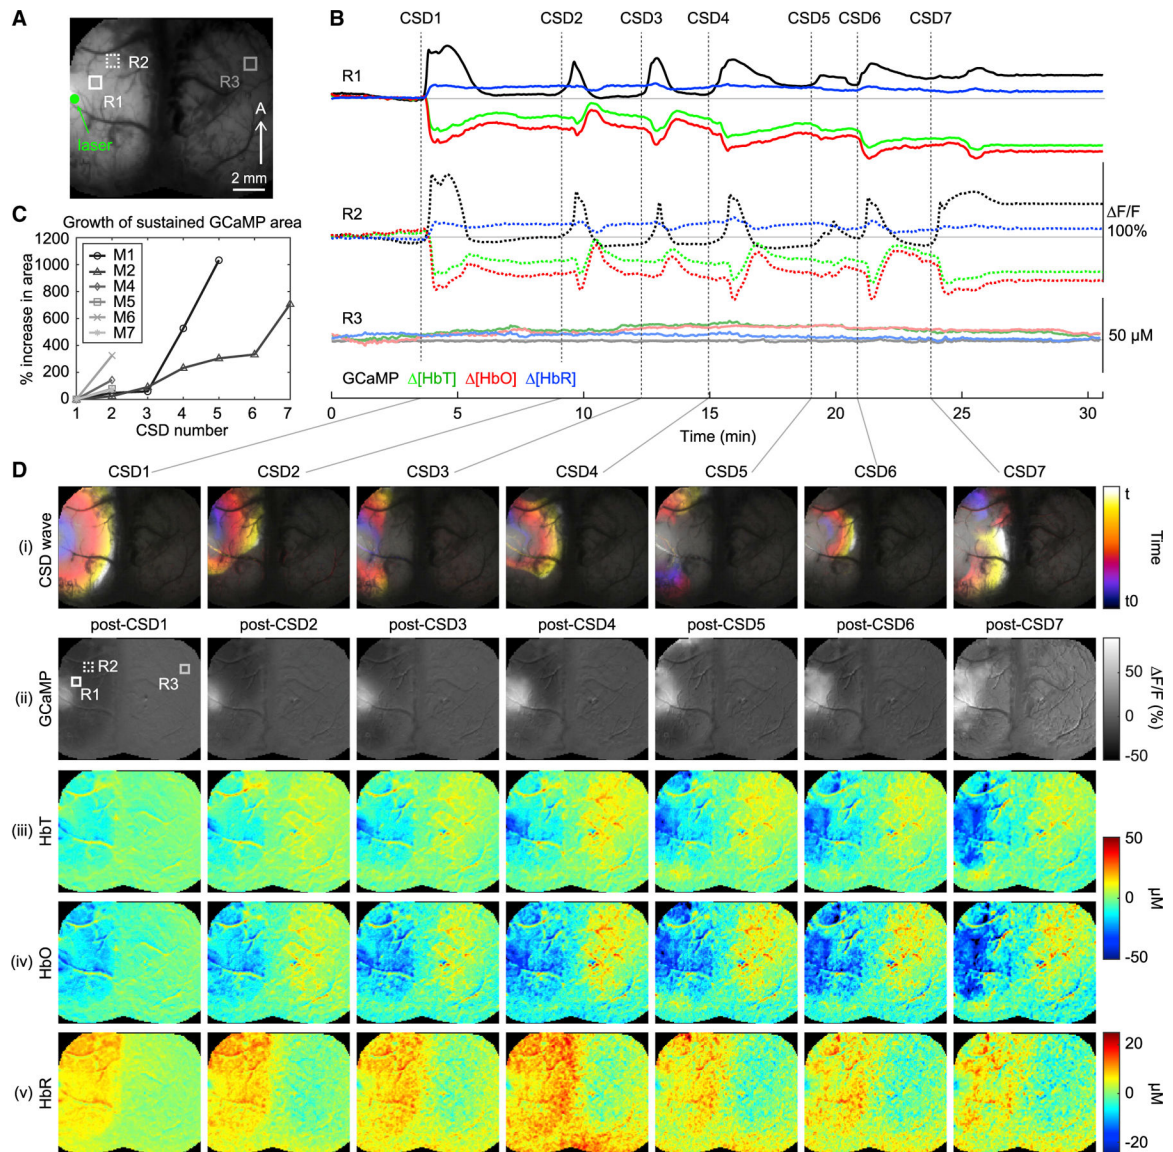 A
R2
R3
R1
A
laser
2 mm
B
CSD1 CSD2 CSD3 CSD4 CSD5 CSD6 CSD7
R1
R2
ΔF/F
100%
R3
50 μM
GCaMP Δ[HbT] Δ[HbO] Δ[HbR]
0 5 10 15 20 25 30
Time (min)
C
Growth of sustained GCaMP area
1200
1000
800
600
400
200
0
% increase in area
M1
M2
M4
M5
M6
M7
1 2 3 4 5 6 7
CSD number
D
CSD1 CSD2 CSD3 CSD4 CSD5 CSD6 CSD7
(i) CSD wave
t
Time
t0
post-CSD1 post-CSD2 post-CSD3 post-CSD4 post-CSD5 post-CSD6 post-CSD7
(ii) GCaMP
R2
R1
R3
50
0
-50
ΔF/F (%)
(iii) HbT
50
0
-50
μM
(iv) HbO
(v) HbR
20
0
-20
μM